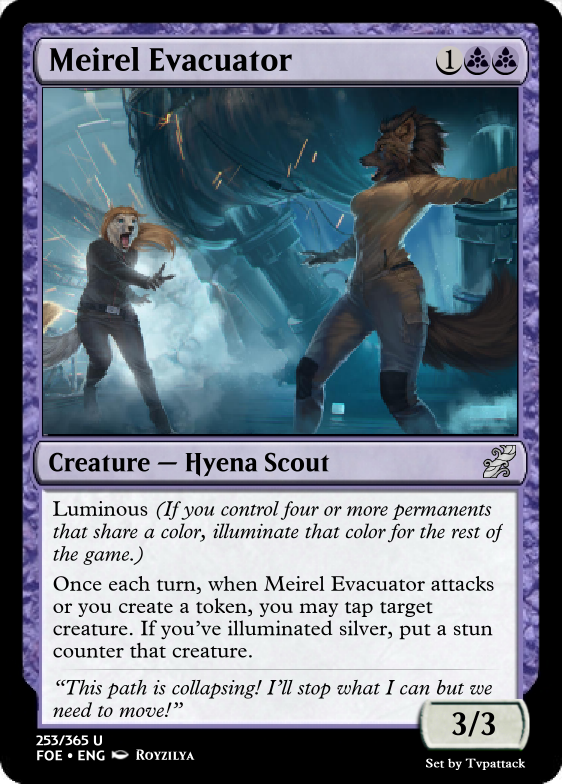 Meirel Evacuator
1
Creature — Hyena Scout
Luminous (If you control four or more permanents
that share a color, illuminate that color for the rest of
the game.)
Once each turn, when Meirel Evacuator attacks
or you create a token, you may tap target
creature. If you've illuminated silver, put a stun
counter that creature.
“This path is collapsing! I'll stop what I can but we
need to move!”
3/3
253/365 U
FOE • ENG ROYZILYA
Set by Tvpattack